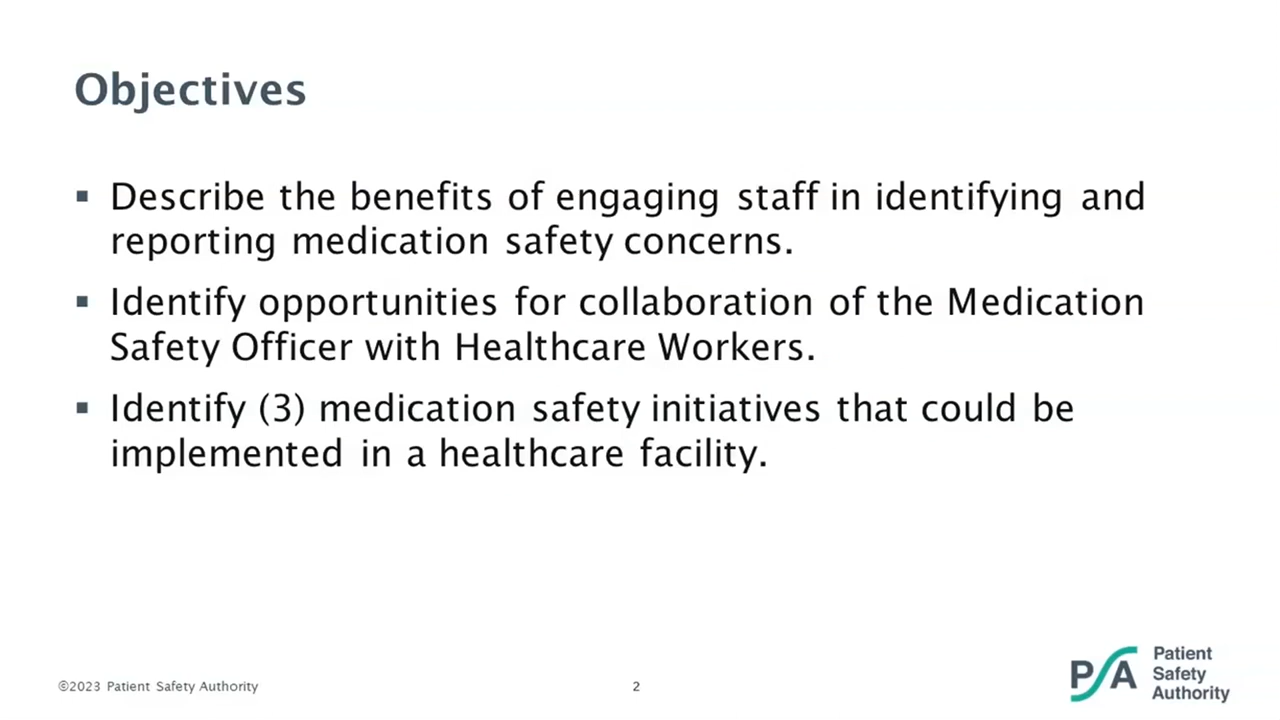 Objectives
▪ Describe the benefits of engaging staff in identifying and
reporting medication safety concerns.
▪ Identify opportunities for collaboration of the Medication
Safety Officer with Healthcare Workers.
▪ Identify (3) medication safety initiatives that could be
implemented in a healthcare facility.
©2023 Patient Safety Authority
2
PSA
Patient
Safety
Authority